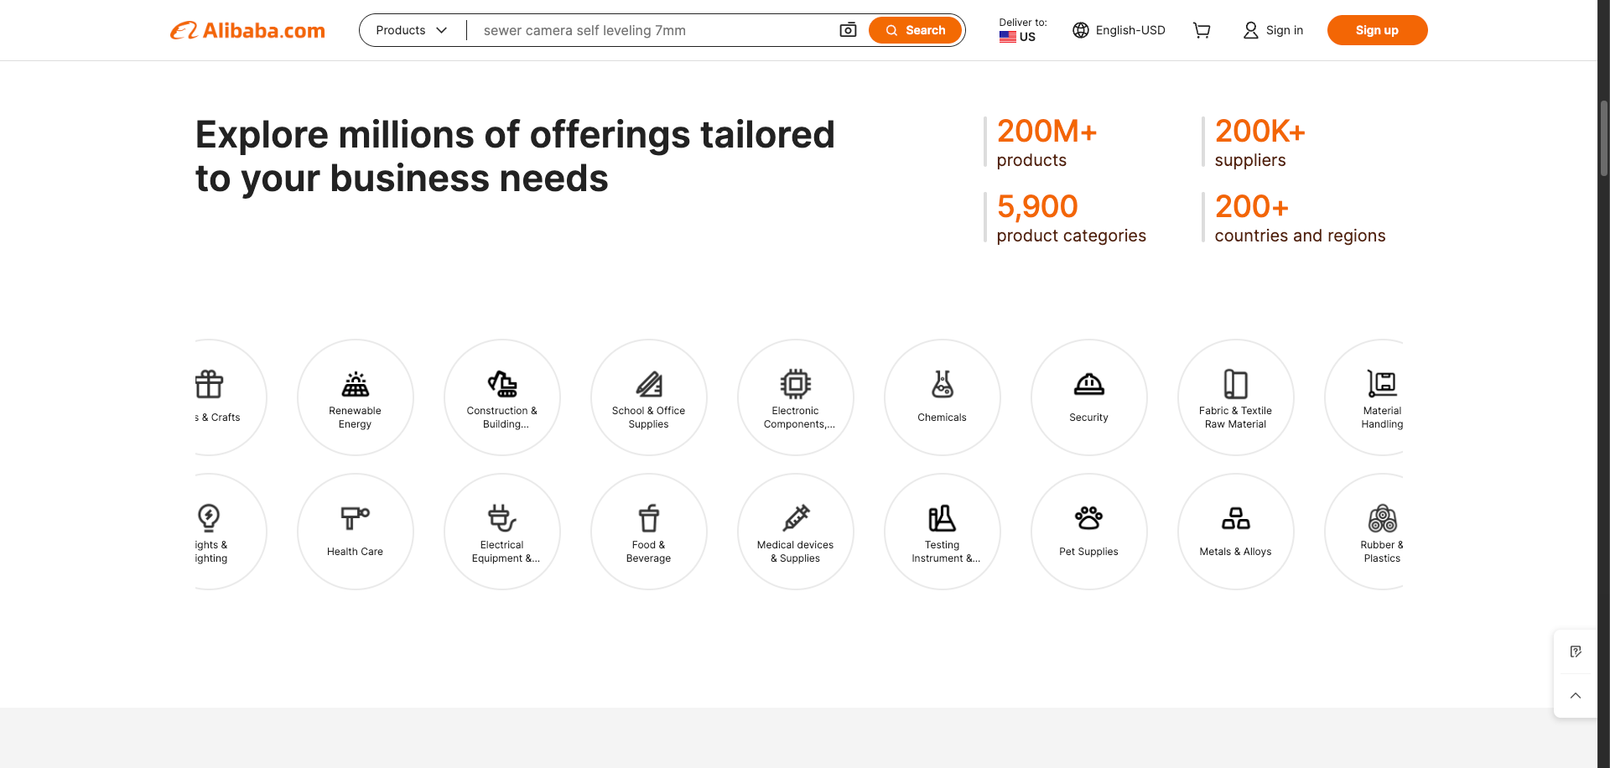 Alibaba.com
Products
sewer camera self leveling 7mm
Search
Deliver to:
US
English-USD
Sign in
Sign up
Explore millions of offerings tailored
to your business needs
200M+
products
200K+
suppliers
5,900
product categories
200+
countries and regions
s & Crafts
Renewable
Energy
Construction &
Building...
School & Office
Supplies
Electronic
Components,...
Chemicals
Security
Fabric & Textile
Raw Material
Material
Handling
ights &
ighting
Health Care
Electrical
Equipment &...
Food &
Beverage
Medical devices
& Supplies
Testing
Instrument &...
Pet Supplies
Metals & Alloys
Rubber &
Plastics